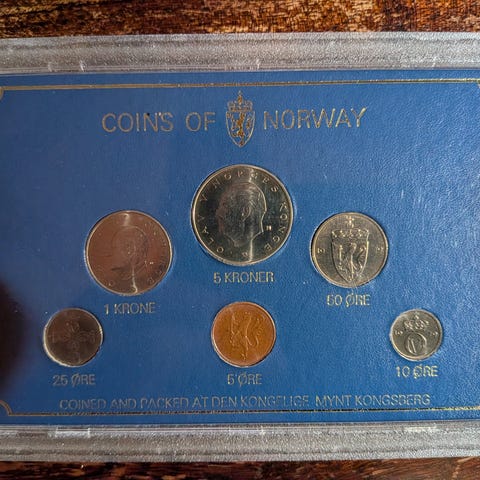 COINS OF NORWAY
OLAV V NORGES KONGE
5 KRONER
1 KRONE
50 ØRE
25 ØRE
5 ØRE
10 ØRE
COINED AND PACKED AT DEN KONGELIGE MYNT KONGSBERG